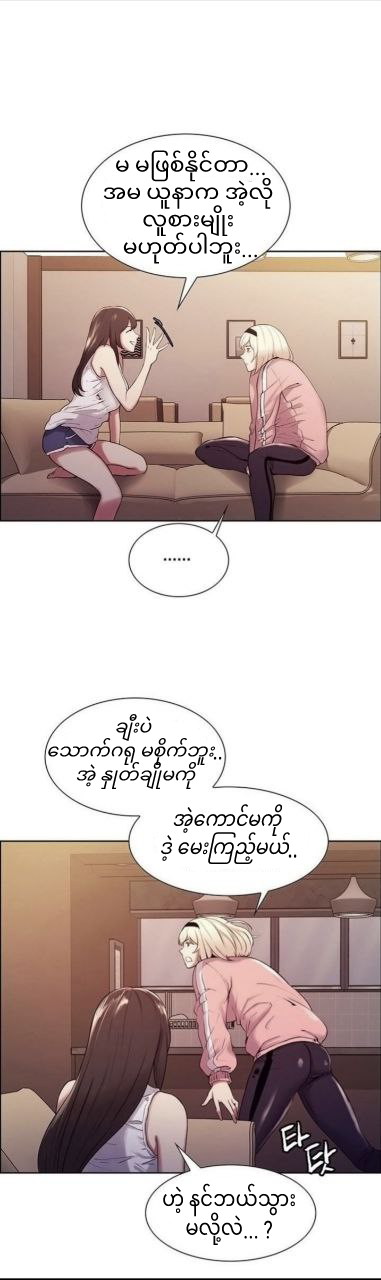 မ မဖြစ်နိုင်တာ...
အမ ယူနာက အဲ့လို
လူစားမျိုး
မဟုတ်ပါဘူး...
......
ချီးပဲ
သောက်ဂရု မစိုက်ဘူး..
အဲ့ နှုတ်ချိုမကို
အဲ့ကောင်မကို
ဒဲ့ မေးကြည့်မယ်..
타
탓
ဟဲ့ နင်ဘယ်သွား
မလို့လဲ... ?